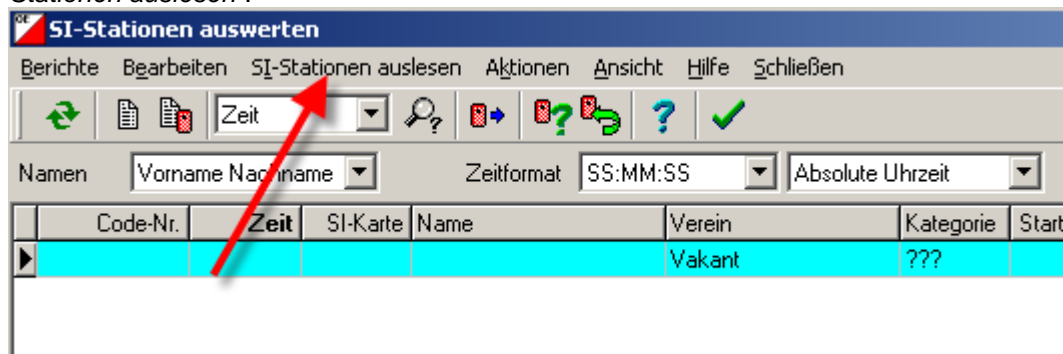 Stationen auslesen".
OE SI-Stationen auswerten
Berichte Bearbeiten SI-Stationen auslesen Aktionen Ansicht Hilfe Schließen
Zeit
Namen Vorname Nachname Zeitformat SS:MM:SS Absolute Uhrzeit
Code-Nr. Zeit SI-Karte Name Verein Kategorie Start
Vakant ???